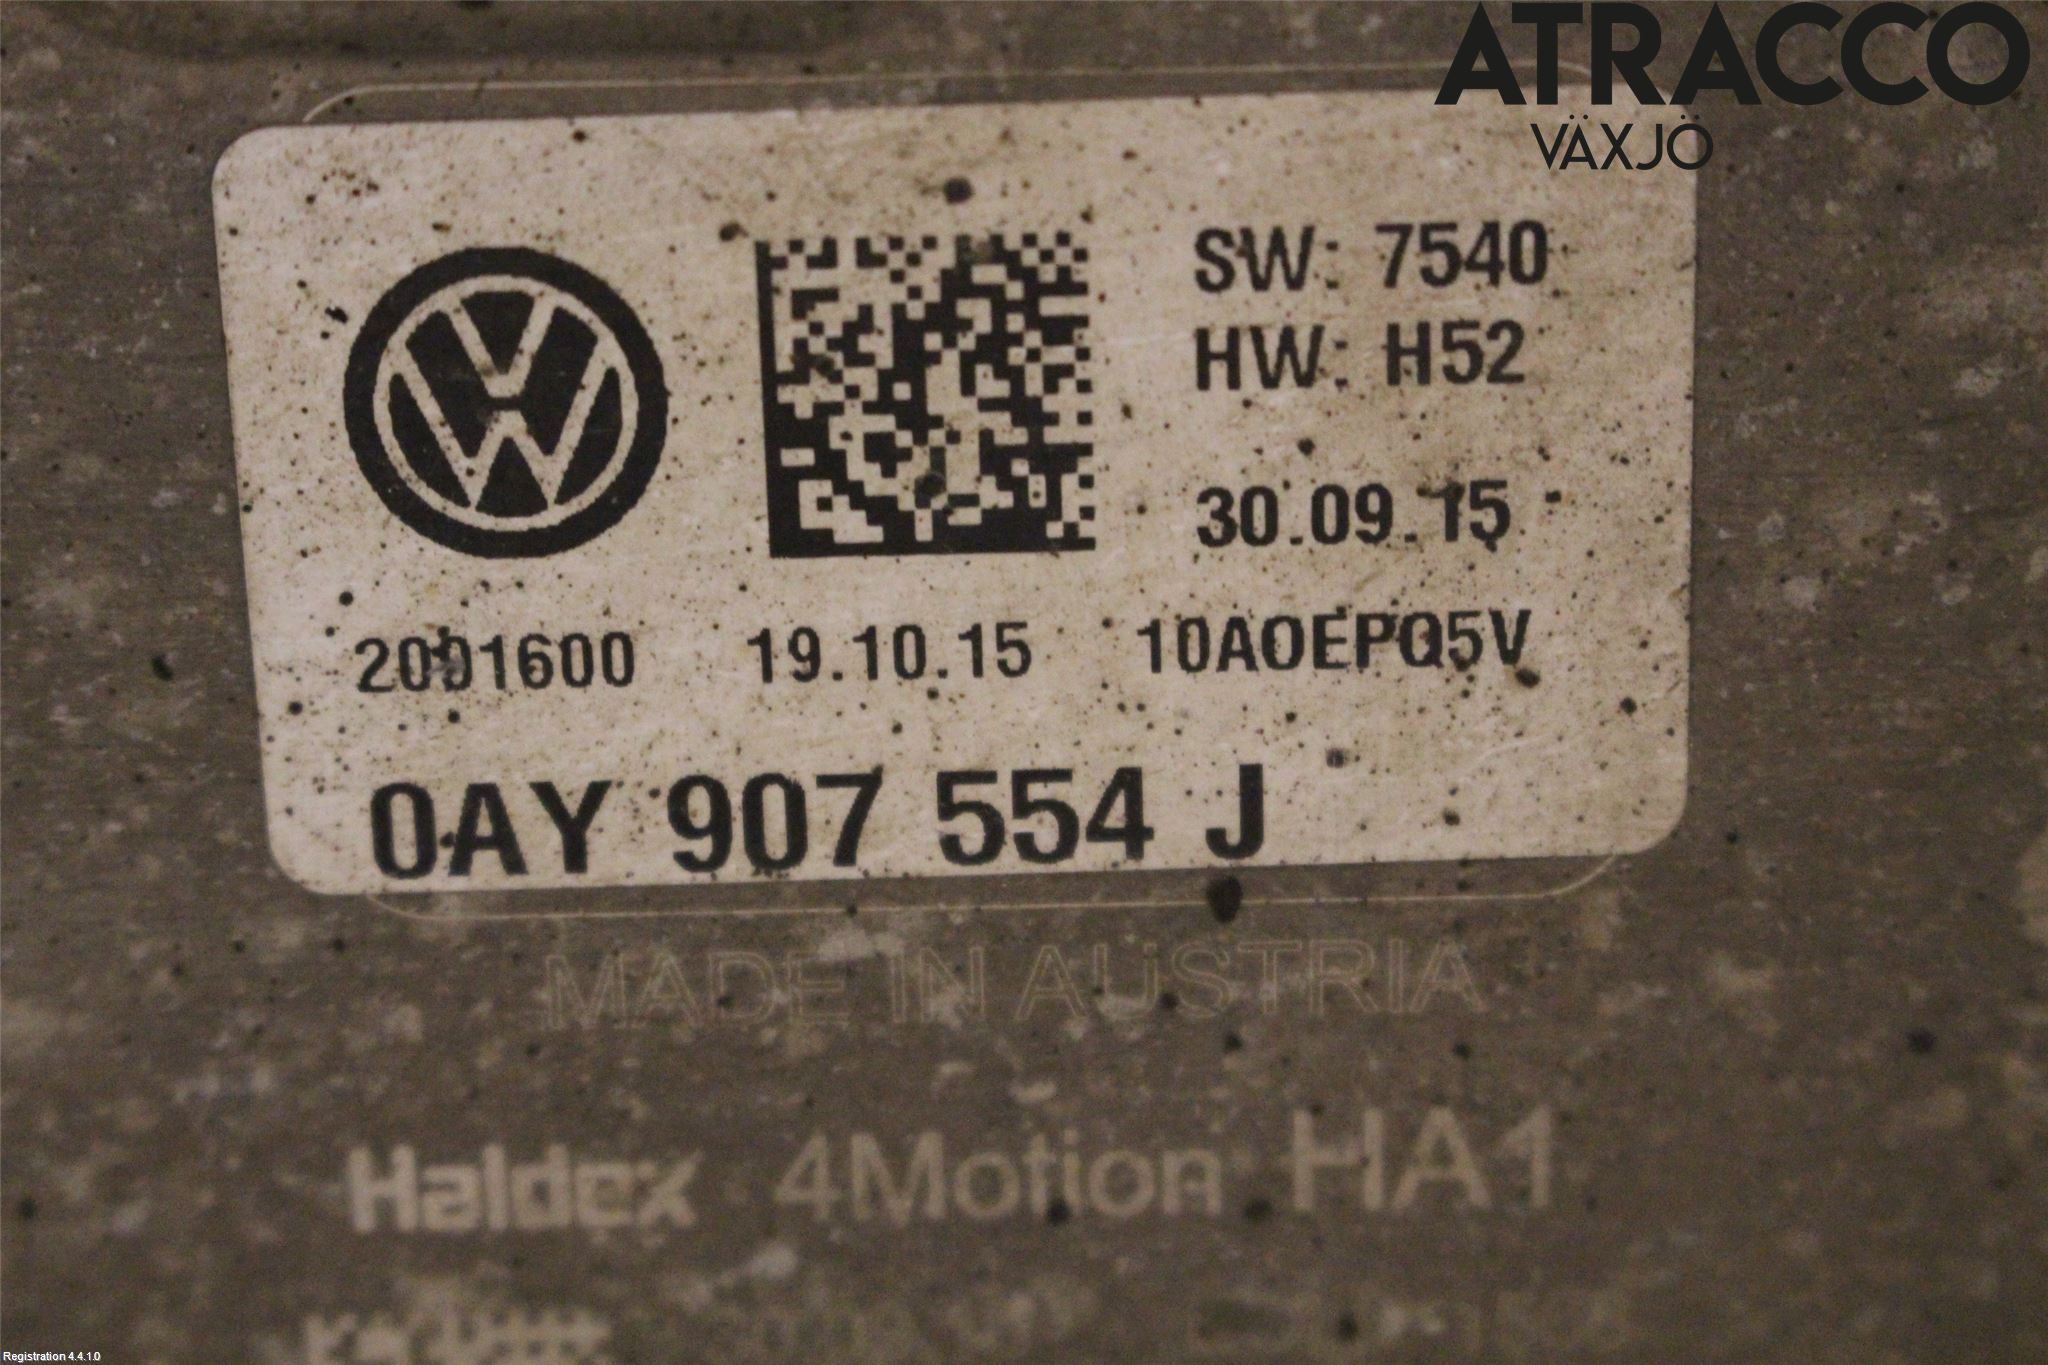 ATRACCO
VÄXJÖ
SW: 7540
HW: H52
30.09.15
2001600 19.10.15 10A0EPQ5V
0AY 907 554 J
MADE IN AUSTRIA
Haldex 4Motion HA1
Registration 4.4.1.0